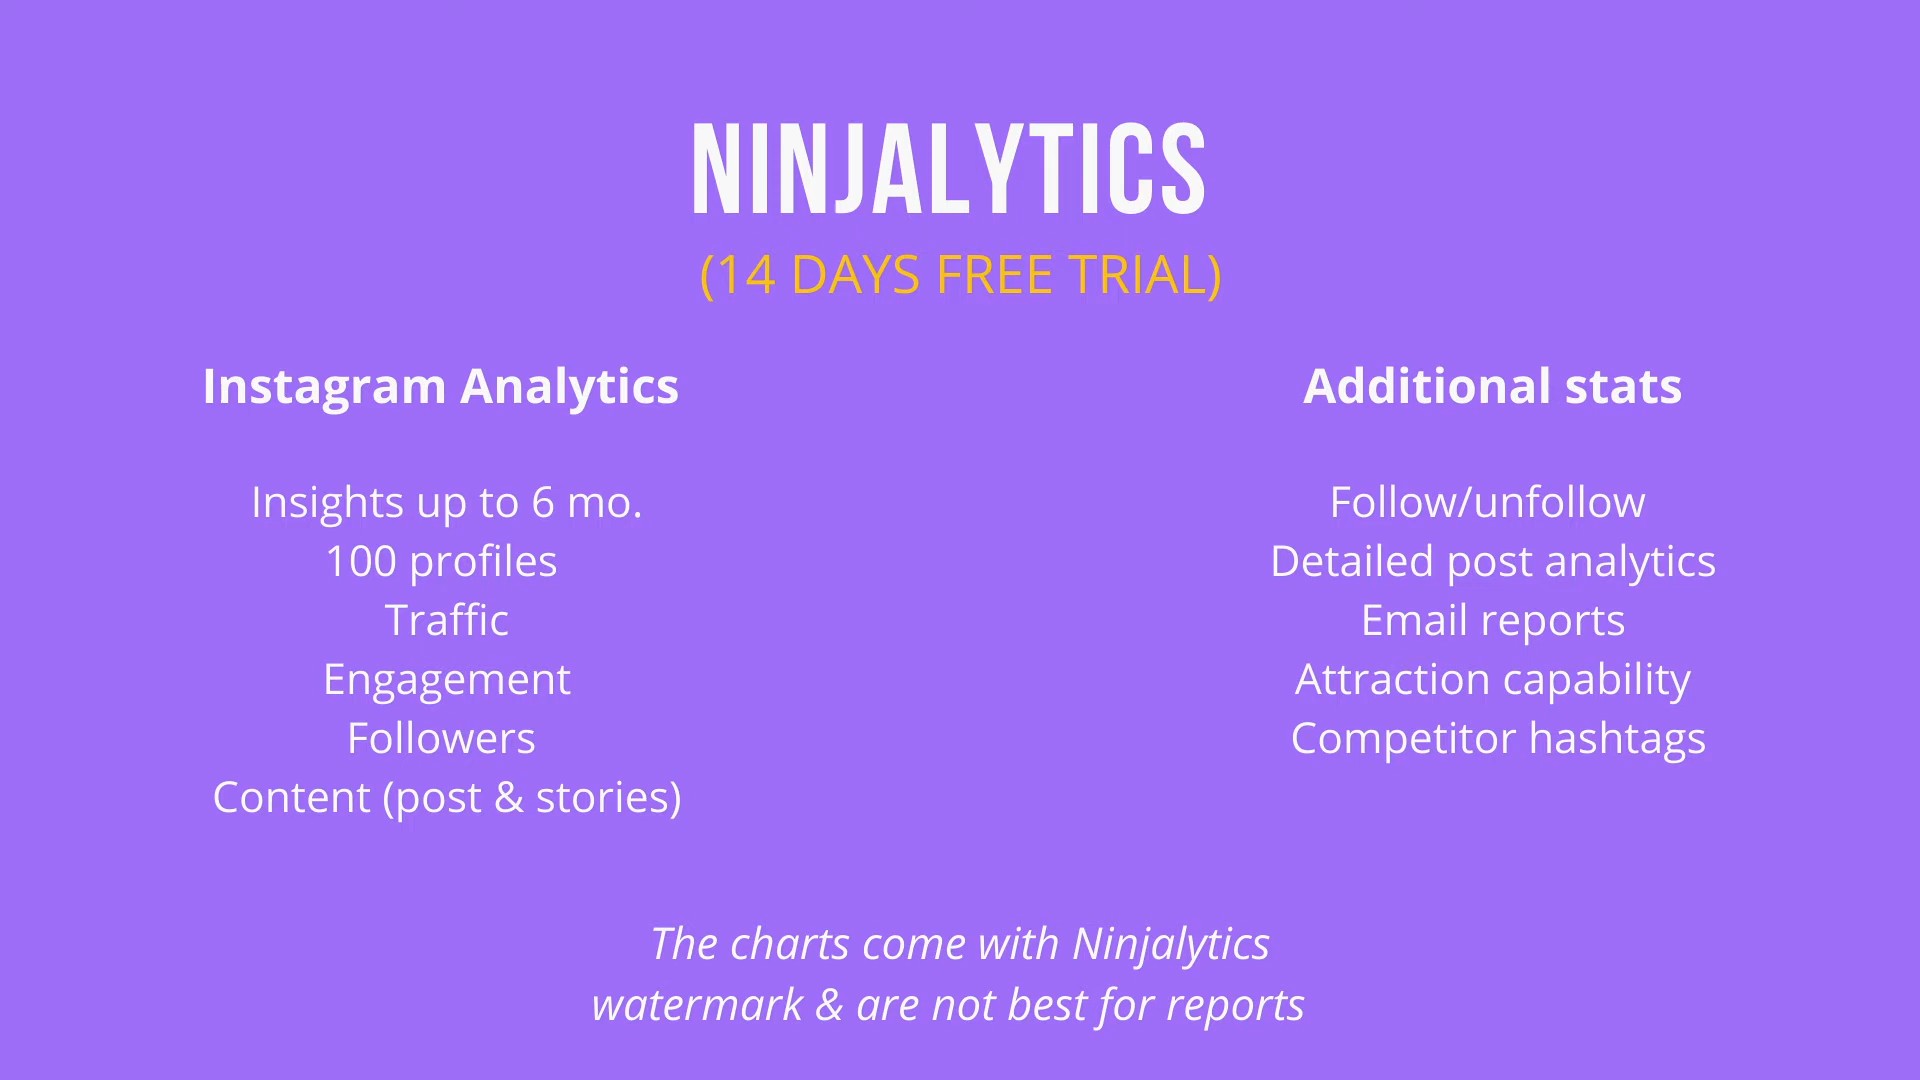 NINJALYTICS
(14 DAYS FREE TRIAL)
Instagram Analytics
Insights up to 6 mo.
100 profiles
Traffic
Engagement
Followers
Content (post & stories)
Additional stats
Follow/unfollow
Detailed post analytics
Email reports
Attraction capability
Competitor hashtags
The charts come with Ninjalytics
watermark & are not best for reports